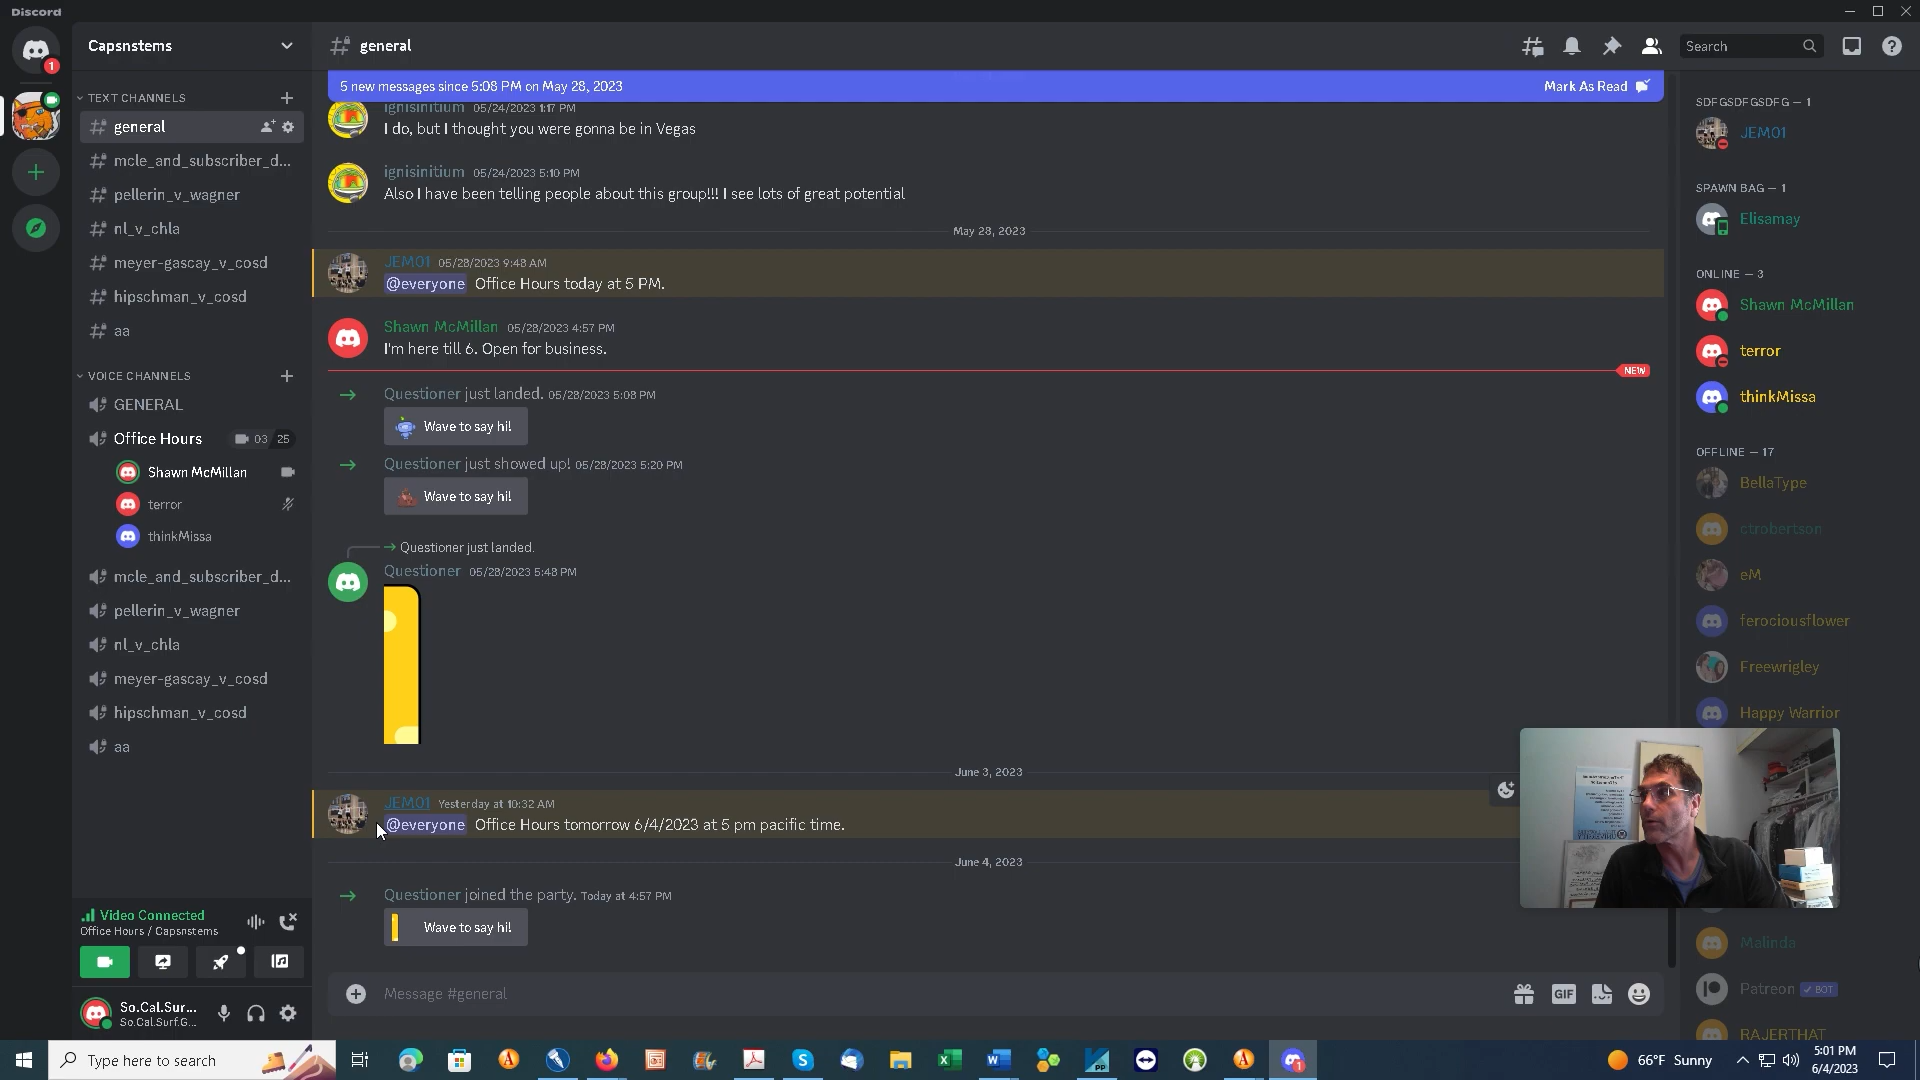 Discord
Capsnstems
general
Search
1
5 new messages since 5:08 PM on May 28, 2023
Mark As Read
TEXT CHANNELS
general
mcle_and_subscriber_d...
pellerin_v_wagner
nl_v_chla
meyer-gascay_v_cosd
hipschman_v_cosd
aa
VOICE CHANNELS
GENERAL
Office Hours 03 25
Shawn McMillan
terror
thinkMissa
mcle_and_subscriber_d...
pellerin_v_wagner
nl_v_chla
meyer-gascay_v_cosd
hipschman_v_cosd
aa
Video Connected
Office Hours / Capsnstems
So.Cal.Sur...
So.Cal.Surf.G...
ignisinitium 05/24/2023 1:17 PM
I do, but I thought you were gonna be in Vegas
ignisinitium 05/24/2023 5:10 PM
Also I have been telling people about this group!!! I see lots of great potential
May 28, 2023
JEM01 05/28/2023 9:48 AM
@everyone Office Hours today at 5 PM.
Shawn McMillan 05/28/2023 4:57 PM
I'm here till 6. Open for business.
NEW
Questioner just landed. 05/28/2023 5:08 PM
Wave to say hi!
Questioner just showed up! 05/28/2023 5:20 PM
Wave to say hi!
Questioner just landed.
Questioner 05/28/2023 5:48 PM
June 3, 2023
JEM01 Yesterday at 10:32 AM
@everyone Office Hours tomorrow 6/4/2023 at 5 pm pacific time.
June 4, 2023
Questioner joined the party. Today at 4:57 PM
Wave to say hi!
Message #general
GIF
SDFGSDFGSDFG — 1
JEM01
SPAWN BAG — 1
Elisamay
ONLINE — 3
Shawn McMillan
terror
thinkMissa
OFFLINE — 17
BellaType
ctrobertson
eM
ferociousflower
Freewrigley
Happy Warrior
Malinda
Patreon BOT
RAJERTHAT
Type here to search
66°F Sunny
5:01 PM
6/4/2023